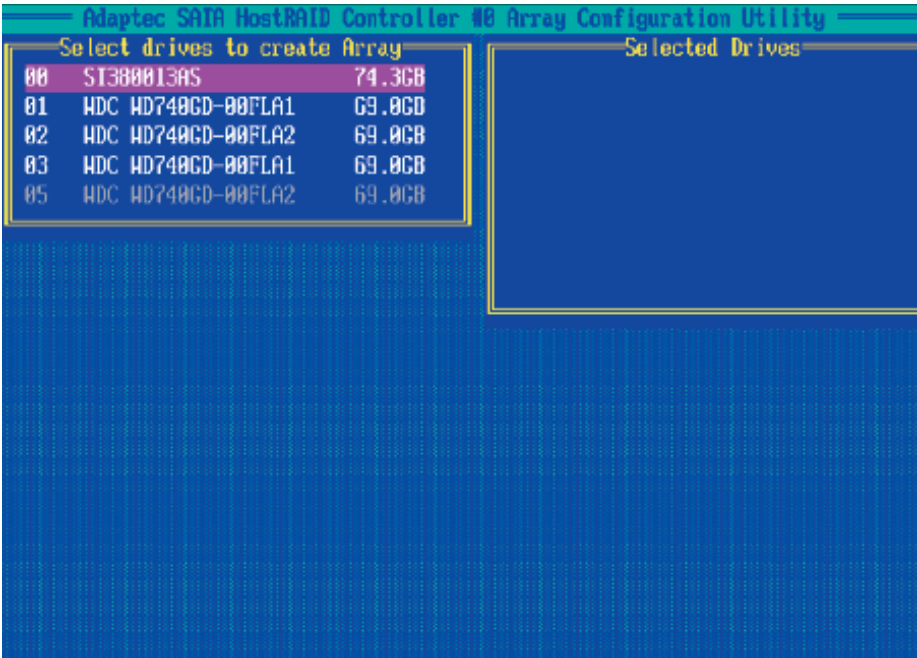 Adaptec SATA HostRAID Controller #0 Array Configuration Utility
Select drives to create Array
00 ST380013AS 74.3GB
01 WDC WD740GD-00FLA1 69.0GB
02 WDC WD740GD-00FLA2 69.0GB
03 WDC WD740GD-00FLA1 69.0GB
05 WDC WD740GD-00FLA2 69.0GB
Selected Drives